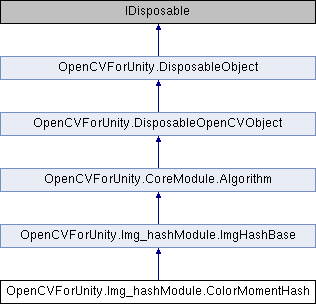 IDisposable
OpenCVForUnity.DisposableObject
OpenCVForUnity.DisposableOpenCVObject
OpenCVForUnity.CoreModule.Algorithm
OpenCVForUnity.Img_hashModule.ImgHashBase
OpenCVForUnity.Img_hashModule.ColorMomentHash